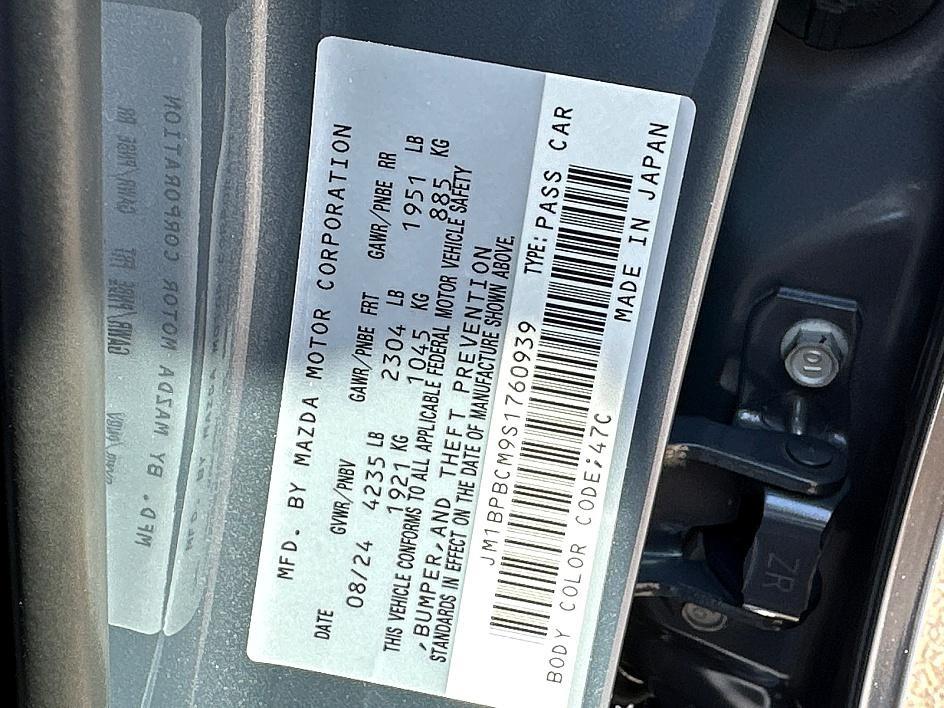 MFD. BY MAZDA MOTOR CORPORATION
DATE GVWR/PNBV GAWR/PNBE FRT GAWR/PNBE RR
08/24 4235 LB 2304 LB 1951 LB
1921 KG 1045 KG 885 KG
THIS VEHICLE CONFORMS TO ALL APPLICABLE FEDERAL MOTOR VEHICLE SAFETY
,BUMPER,AND THEFT PREVENTION
STANDARDS IN EFFECT ON THE DATE OF MANUFACTURE SHOWN ABOVE.
JM1BPBCM9S1760939 TYPE:PASS CAR
BODY COLOR CODE;47C MADE IN JAPAN
10
ZR